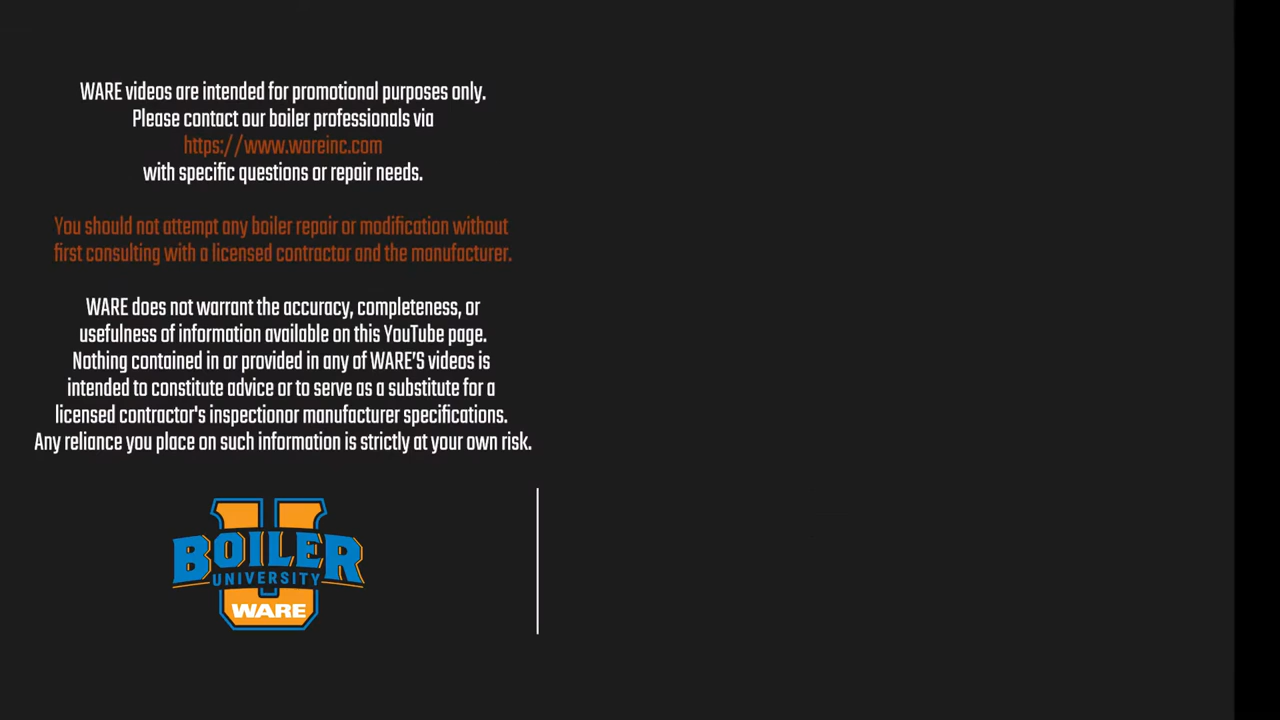 WARE videos are intended for promotional purposes only.
Please contact our boiler professionals via
https://www.wareinc.com
with specific questions or repair needs.
You should not attempt any boiler repair or modification without
first consulting with a licensed contractor and the manufacturer.
WARE does not warrant the accuracy, completeness, or
usefulness of information available on this YouTube page.
Nothing contained in or provided in any of WARE'S videos is
intended to constitute advice or to serve as a substitute for a
licensed contractor's inspectionor manufacturer specifications.
Any reliance you place on such information is strictly at your own risk.
U
BOILER
UNIVERSITY
WARE